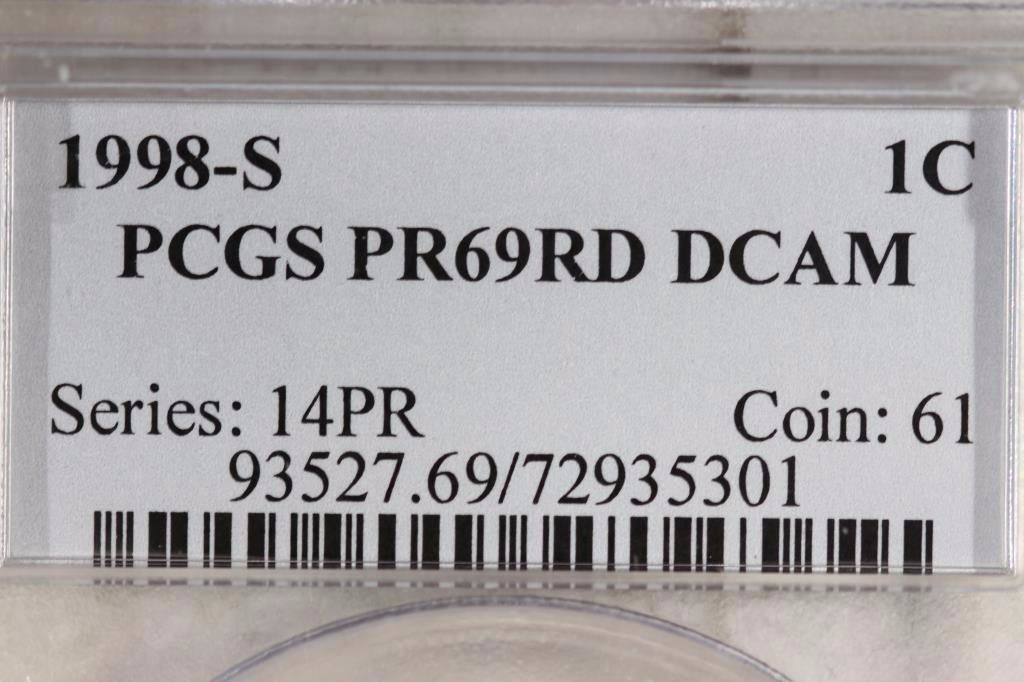 1998-S 1C
PCGS PR69RD DCAM
Series: 14PR Coin: 61
93527.69/72935301